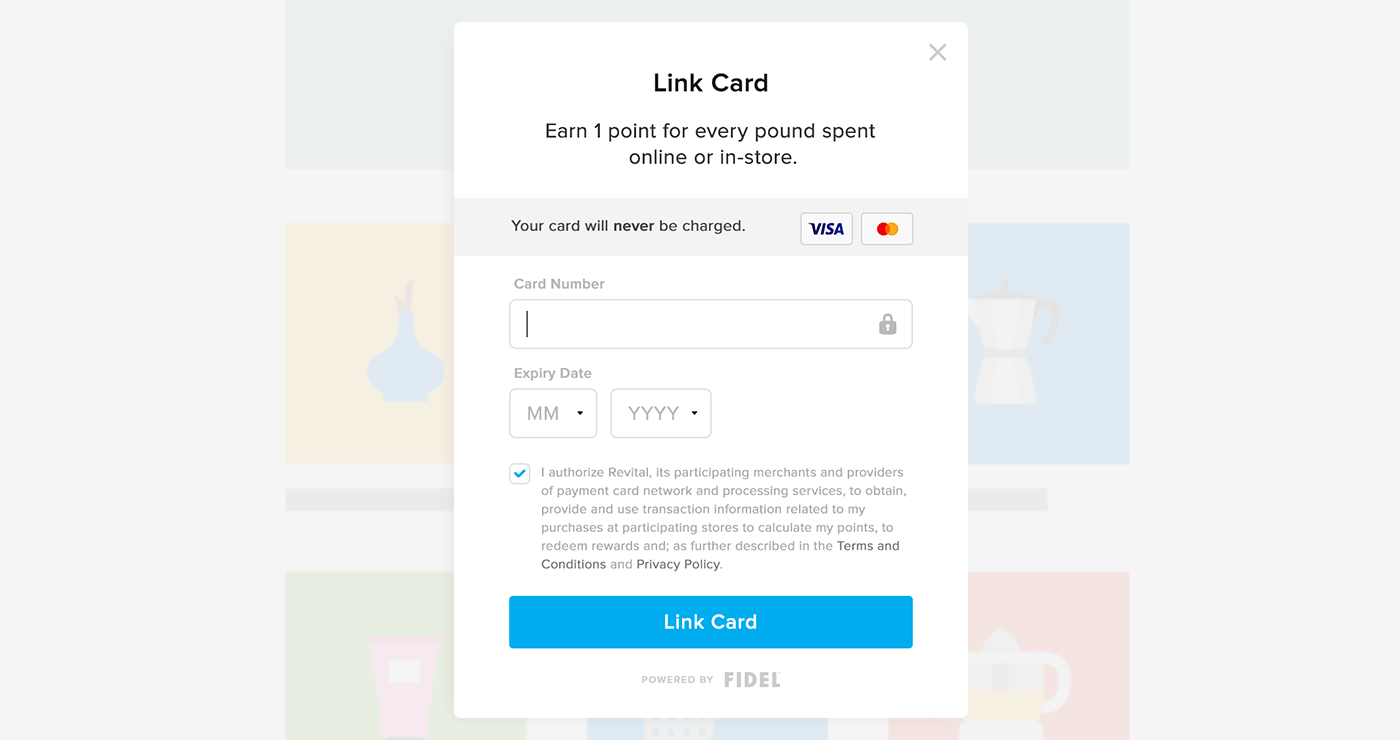 Link Card
Earn 1 point for every pound spent
online or in-store.
Your card will never be charged.
VISA
Card Number
Expiry Date
MM
YYYY
I authorize Revital, its participating merchants and providers
of payment card network and processing services, to obtain,
provide and use transaction information related to my
purchases at participating stores to calculate my points, to
redeem rewards and; as further described in the Terms and
Conditions and Privacy Policy.
Link Card
POWERED BY FIDEL